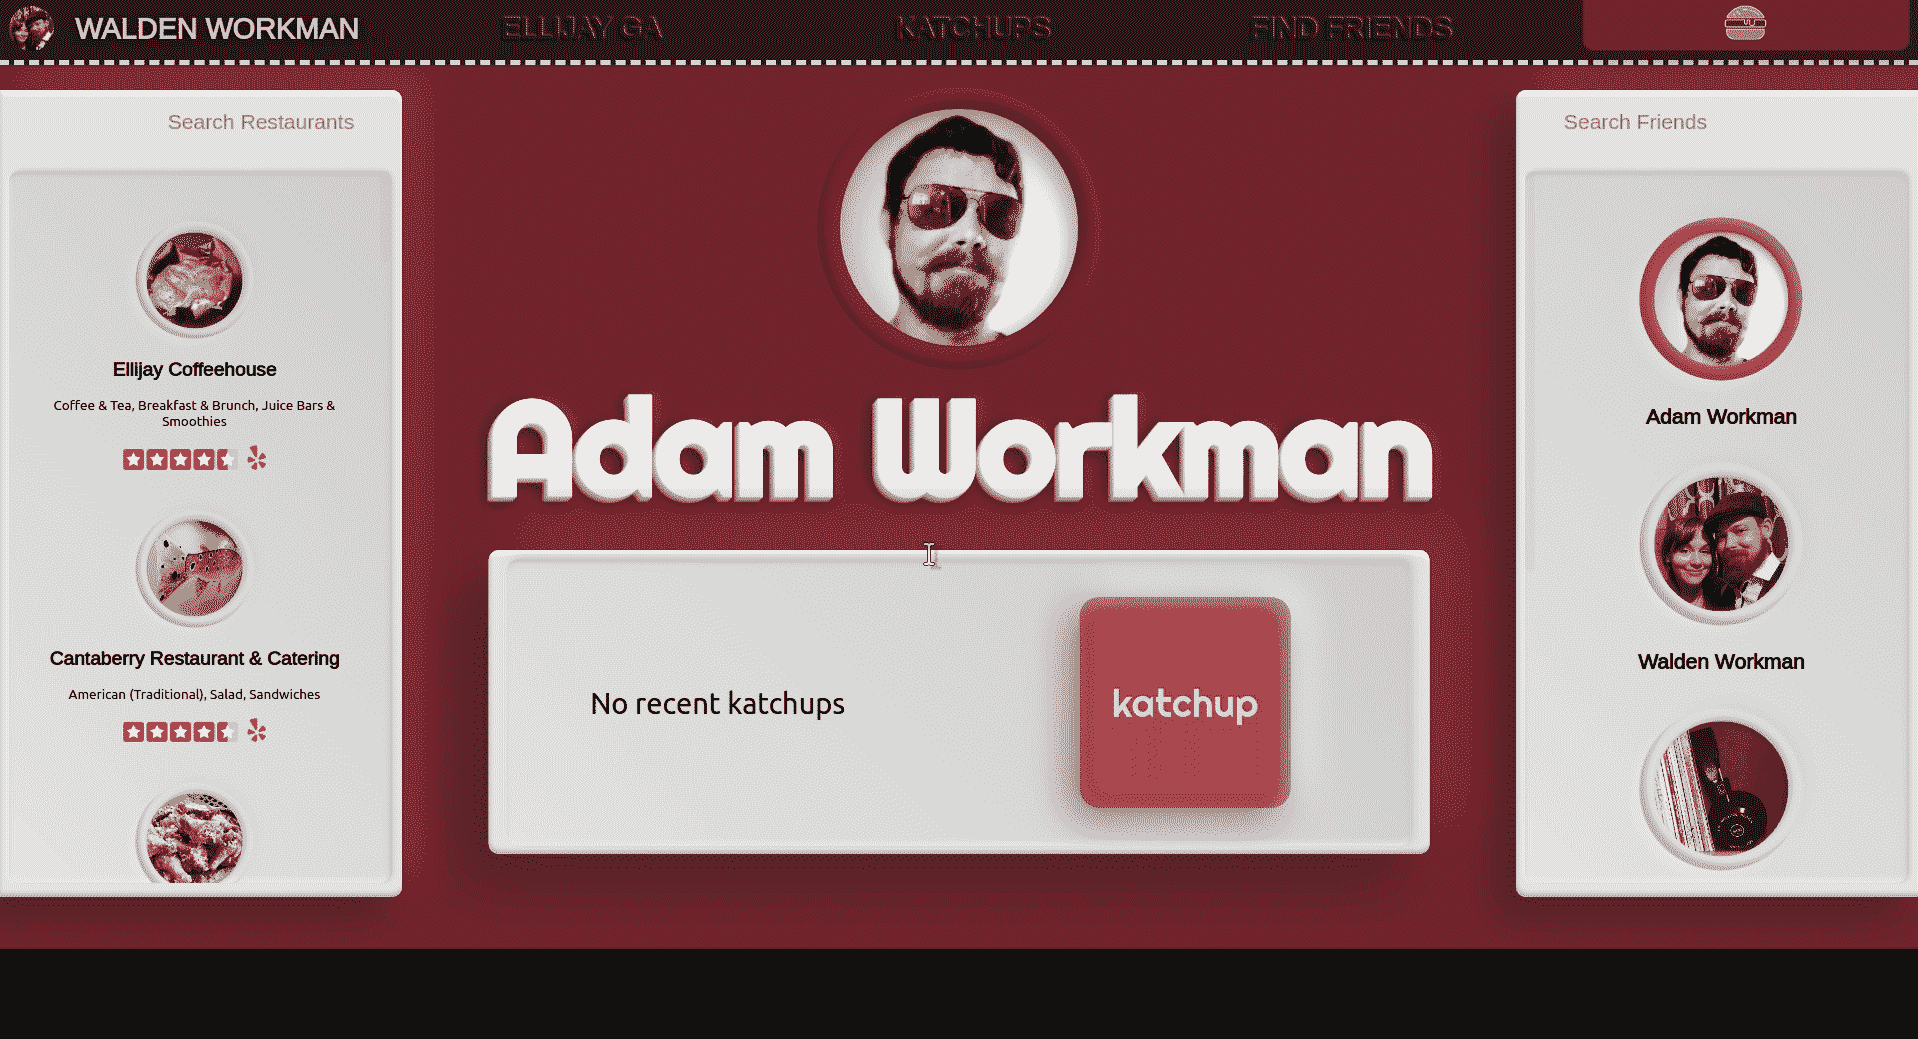 WALDEN WORKMAN
ELLIJAY GA
KATCHUPS
FIND FRIENDS
Search Restaurants
Ellijay Coffeehouse
Coffee & Tea, Breakfast & Brunch, Juice Bars &
Smoothies
Cantaberry Restaurant & Catering
American (Traditional), Salad, Sandwiches
Adam Workman
No recent katchups
katchup
Search Friends
Adam Workman
Walden Workman